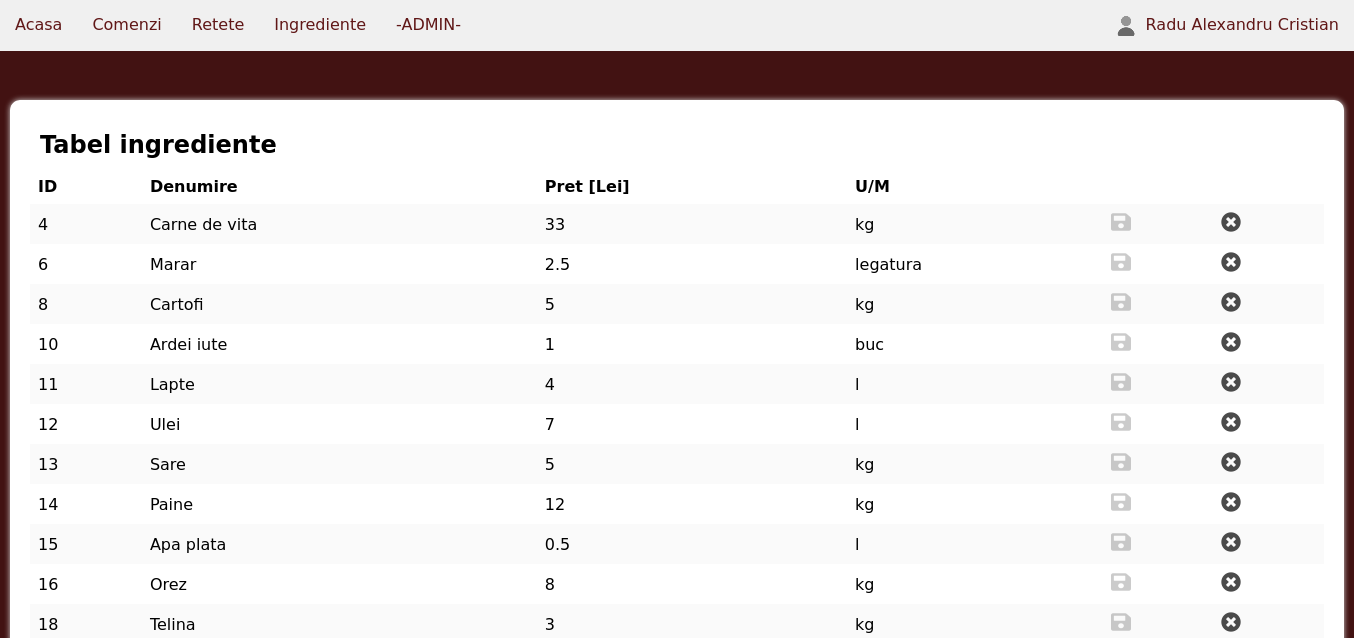 Acasa Comenzi Retete Ingrediente -ADMIN- Radu Alexandru Cristian
Tabel ingrediente
ID Denumire Pret [Lei] U/M
4 Carne de vita 33 kg
6 Marar 2.5 legatura
8 Cartofi 5 kg
10 Ardei iute 1 buc
11 Lapte 4 l
12 Ulei 7 l
13 Sare 5 kg
14 Paine 12 kg
15 Apa plata 0.5 l
16 Orez 8 kg
18 Telina 3 kg